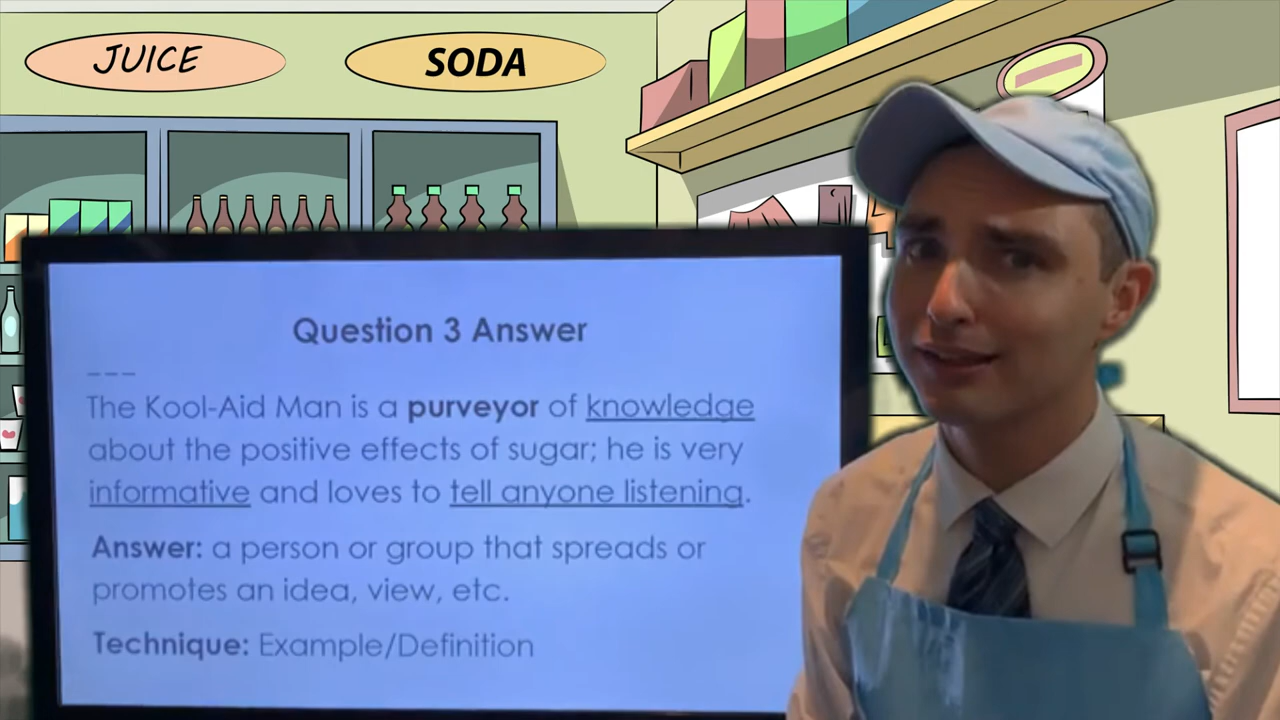 JUICE
SODA
Question 3 Answer
___
The Kool-Aid Man is a purveyor of knowledge
about the positive effects of sugar; he is very
informative and loves to tell anyone listening.
Answer: a person or group that spreads or
promotes an idea, view, etc.
Technique: Example/Definition